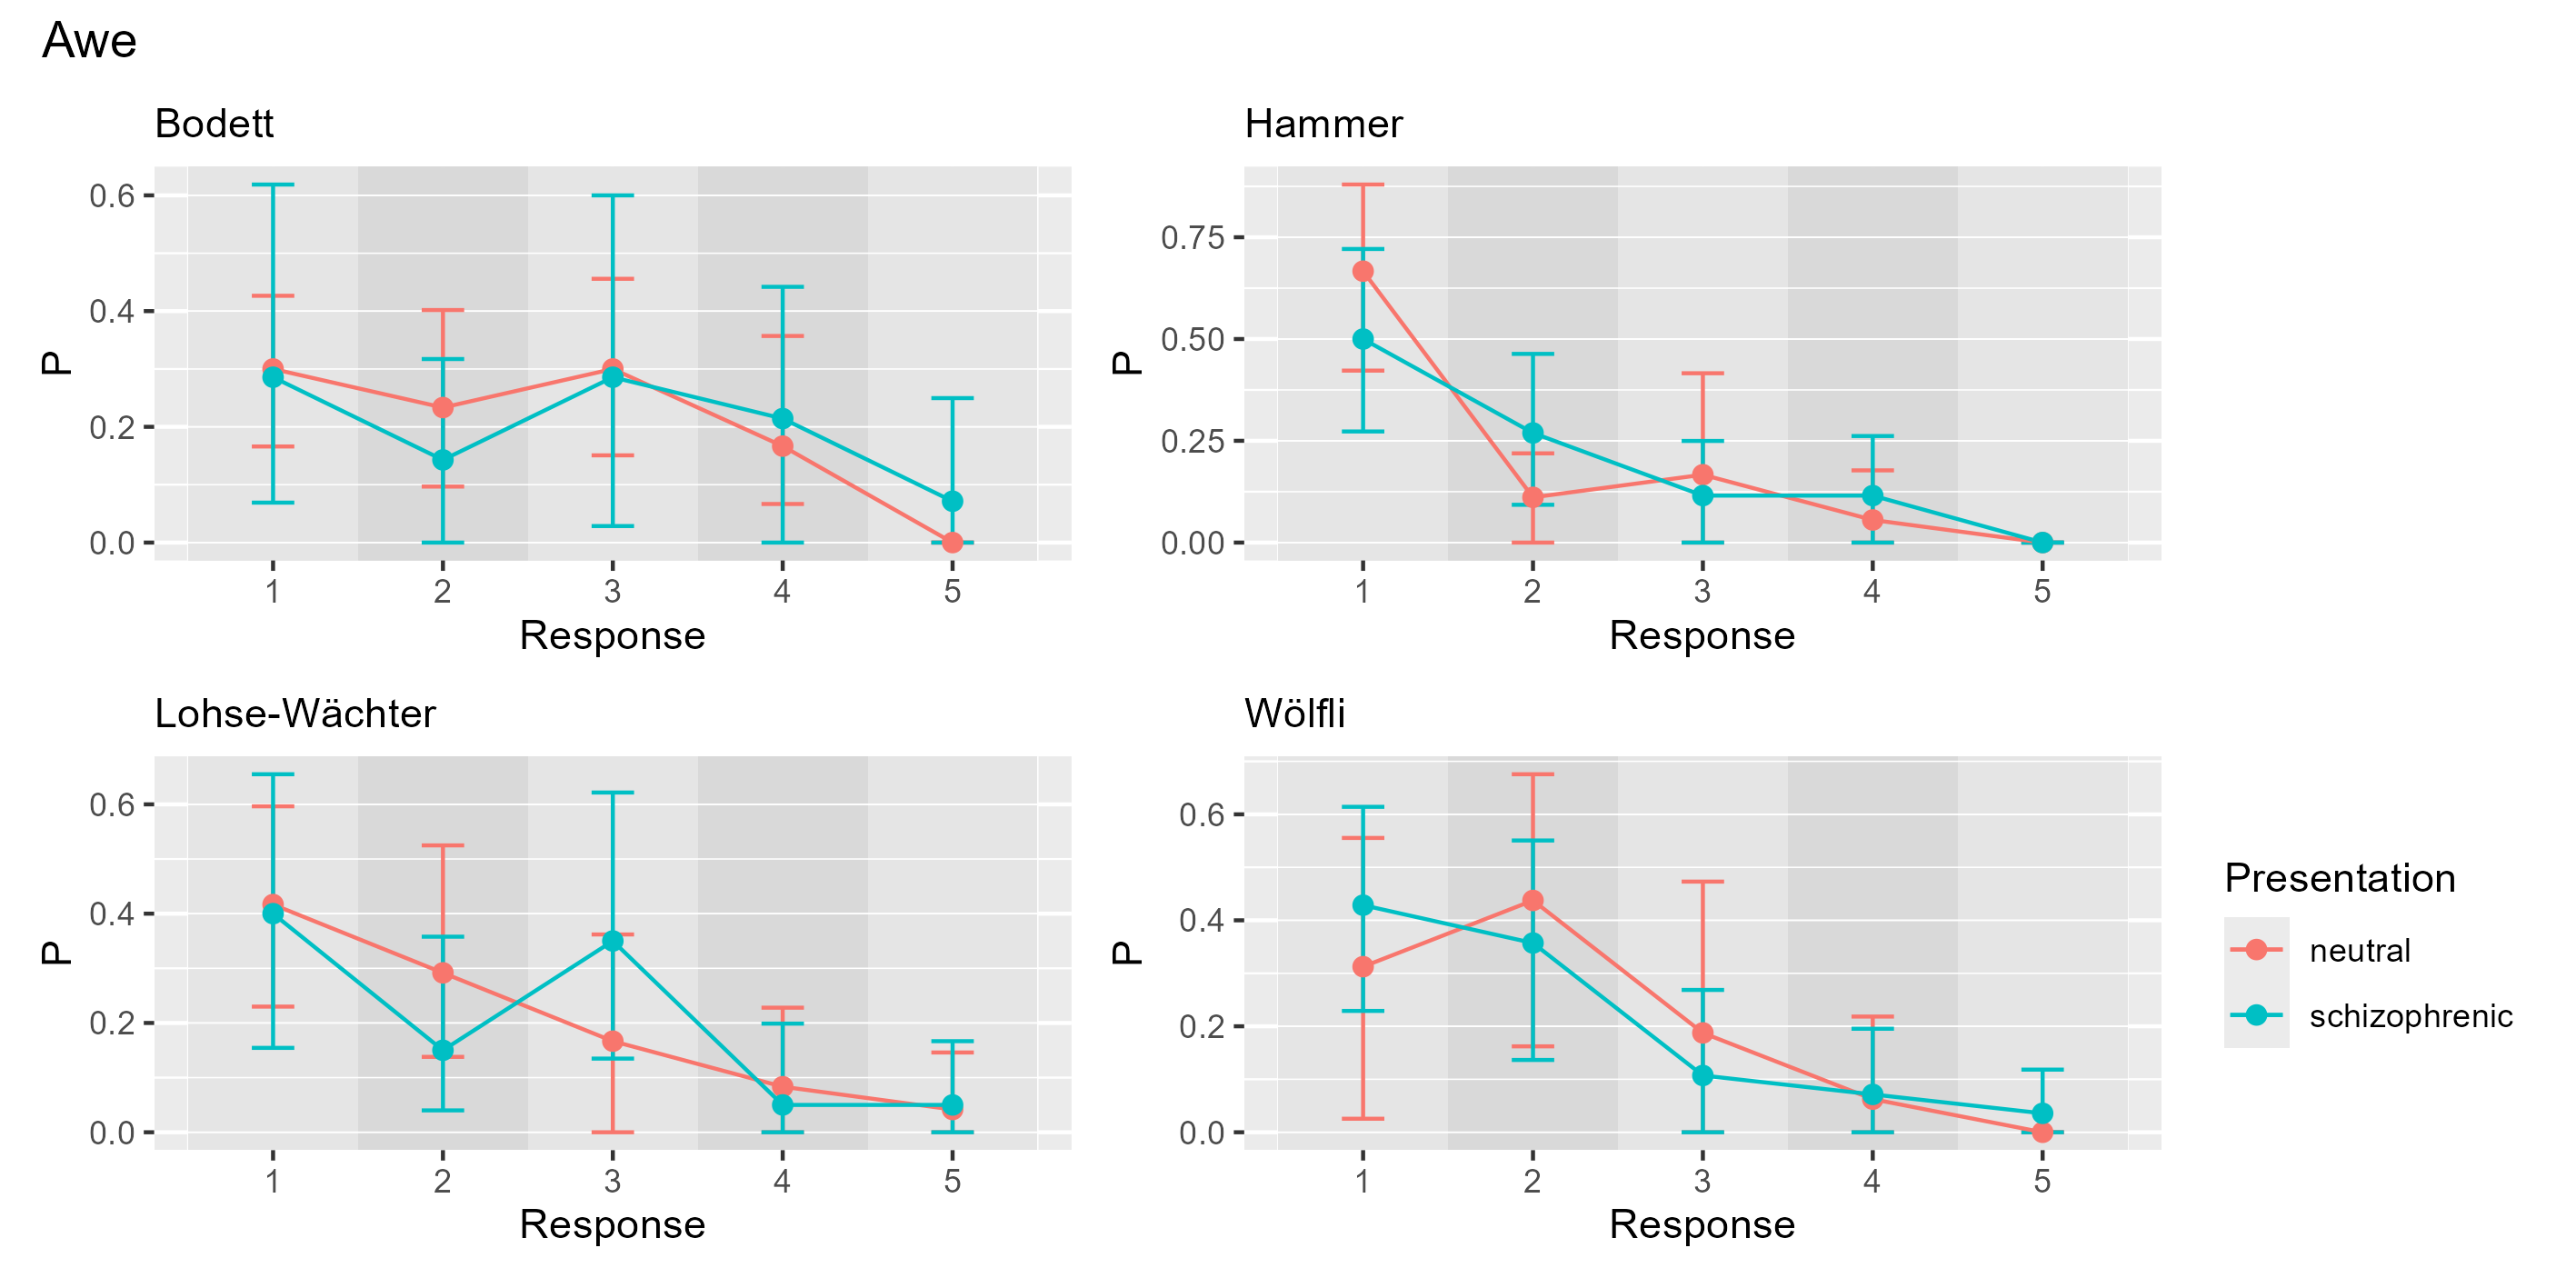 Awe
Bodett
0.6
0.4
0.2
0.0
P
1 2 3 4 5
Response
Hammer
0.75
0.50
0.25
0.00
P
1 2 3 4 5
Response
Lohse-Wächter
0.6
0.4
0.2
0.0
P
1 2 3 4 5
Response
Wölfli
0.6
0.4
0.2
0.0
P
1 2 3 4 5
Response
Presentation
neutral
schizophrenic